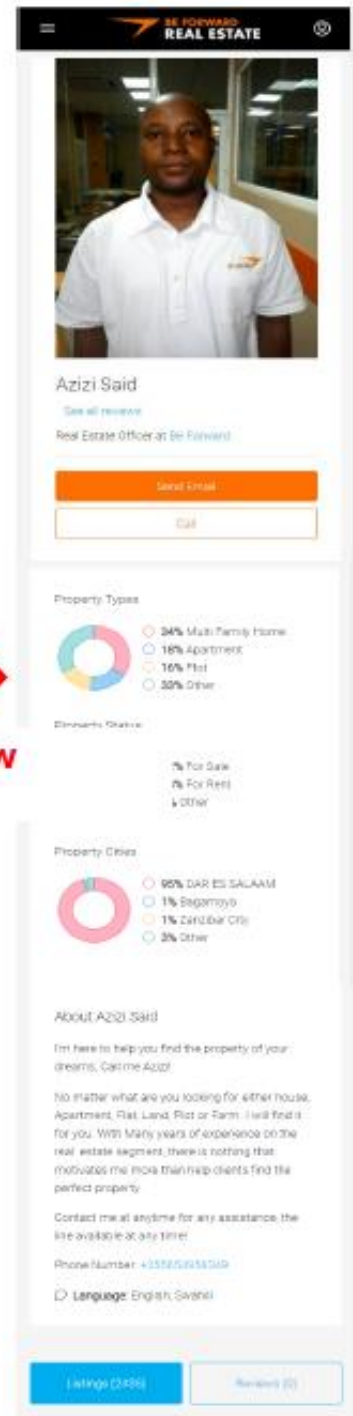 BE FORWARD
REAL ESTATE
Azizi Said
See all reviews
Real Estate Officer at Be Forward
Send Email
Call
Property Types
34% Multi Family Home
18% Apartment
16% Plot
33% Other
Property Status
w
% For Sale
% For Rent
Other
Property Cities
95% DAR ES SALAAM
1% Bagamoyo
1% Zanzibar City
3% Other
About Azizi Said
I'm here to help you find the property of your
dreams, Call me Azizi!
No matter what are you looking for either house,
Apartment, Flat, Land, Plot or Farm. I will find it
for you. With Many years of experience on the
real estate segment, there is nothing that
motivates me more than help clients find the
perfect property
Contact me at anytime for any assistance, the
line available at any time!
Phone Number:
Language: English, Swahili
Listings
Reviews